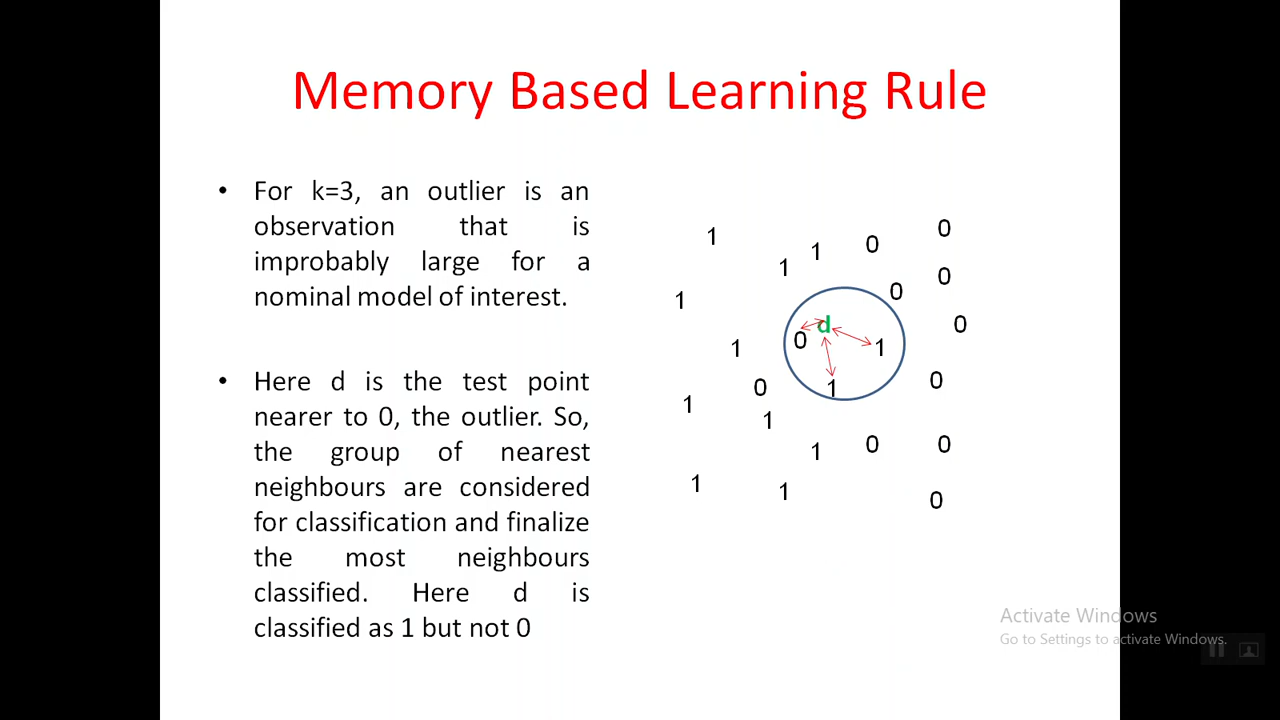 Memory Based Learning Rule
• For k=3, an outlier is an
observation that is
improbably large for a
nominal model of interest.
• Here d is the test point
nearer to 0, the outlier. So,
the group of nearest
neighbours are considered
for classification and finalize
the most neighbours
classified. Here d is
classified as 1 but not 0
0
1
0
1
1
0
0
1
0
d
0
0
1
1
0
0
1
1
1
0
0
1
1
1
0
Activate Windows
Go to Settings to activate Windows.